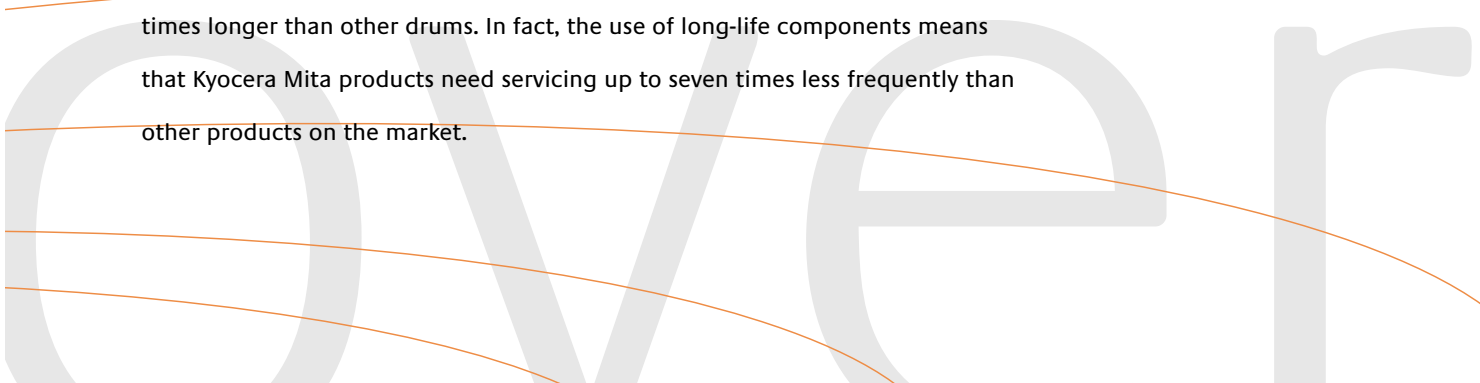 times longer than other drums. In fact, the use of long-life components means
that Kyocera Mita products need servicing up to seven times less frequently than
other products on the market.
over